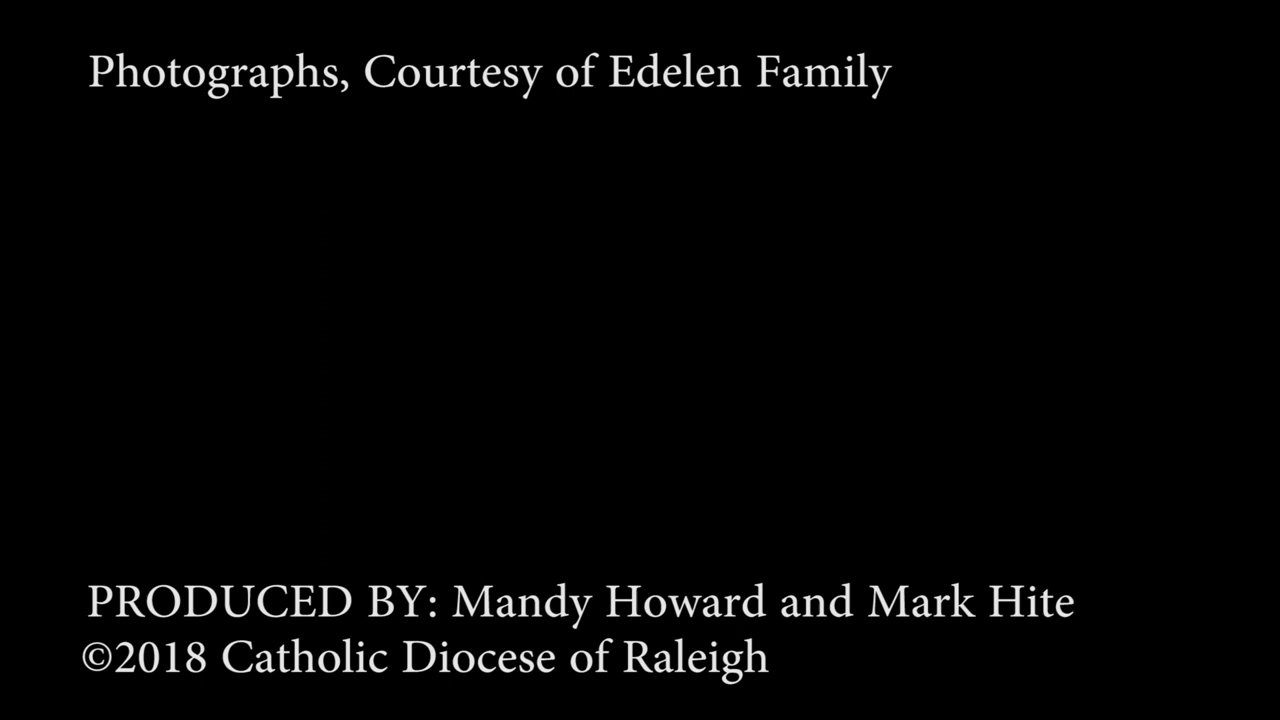 Photographs, Courtesy of Edelen Family
PRODUCED BY: Mandy Howard and Mark Hite
©2018 Catholic Diocese of Raleigh